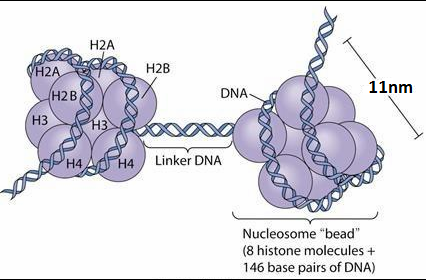 H2A
H2A
H2B
H2B
H3
H3
H4
H4
Linker DNA
DNA
11nm
Nucleosome “bead”
(8 histone molecules +
146 base pairs of DNA)